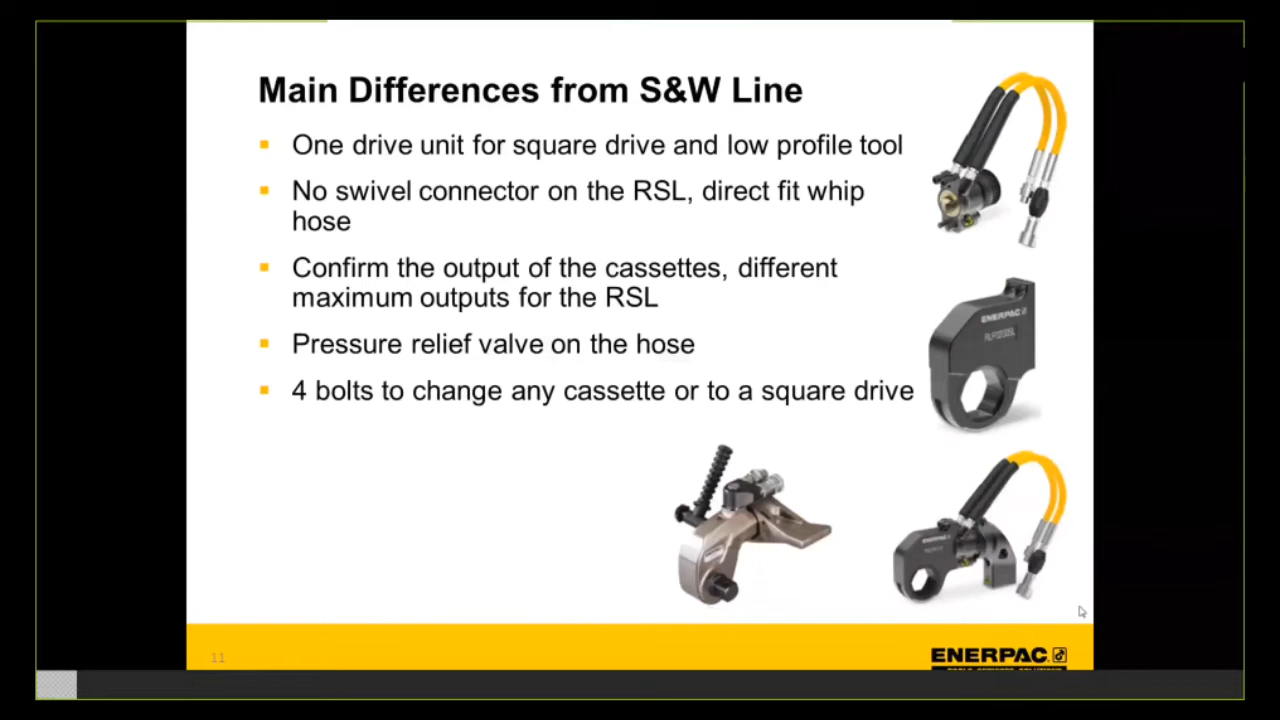 Main Differences from S&W Line
One drive unit for square drive and low profile tool
No swivel connector on the RSL, direct fit whip
hose
Confirm the output of the cassettes, different
maximum outputs for the RSL
Pressure relief valve on the hose
4 bolts to change any cassette or to a square drive
ENERPAC
ENERPAC
11
ENERPAC